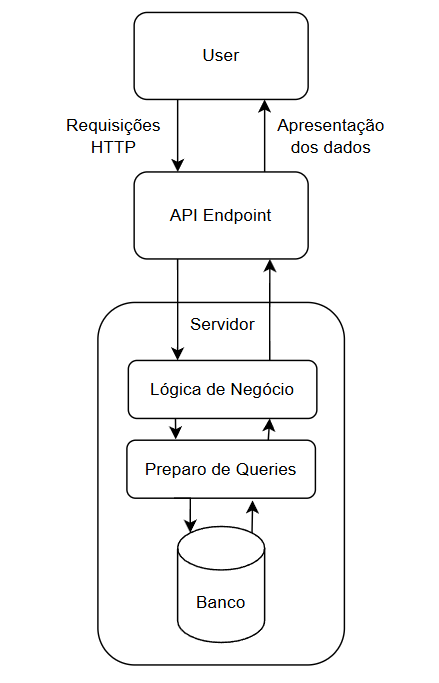 User
Requisições
HTTP
Apresentação
dos dados
API Endpoint
Servidor
Lógica de Negócio
Preparo de Queries
Banco